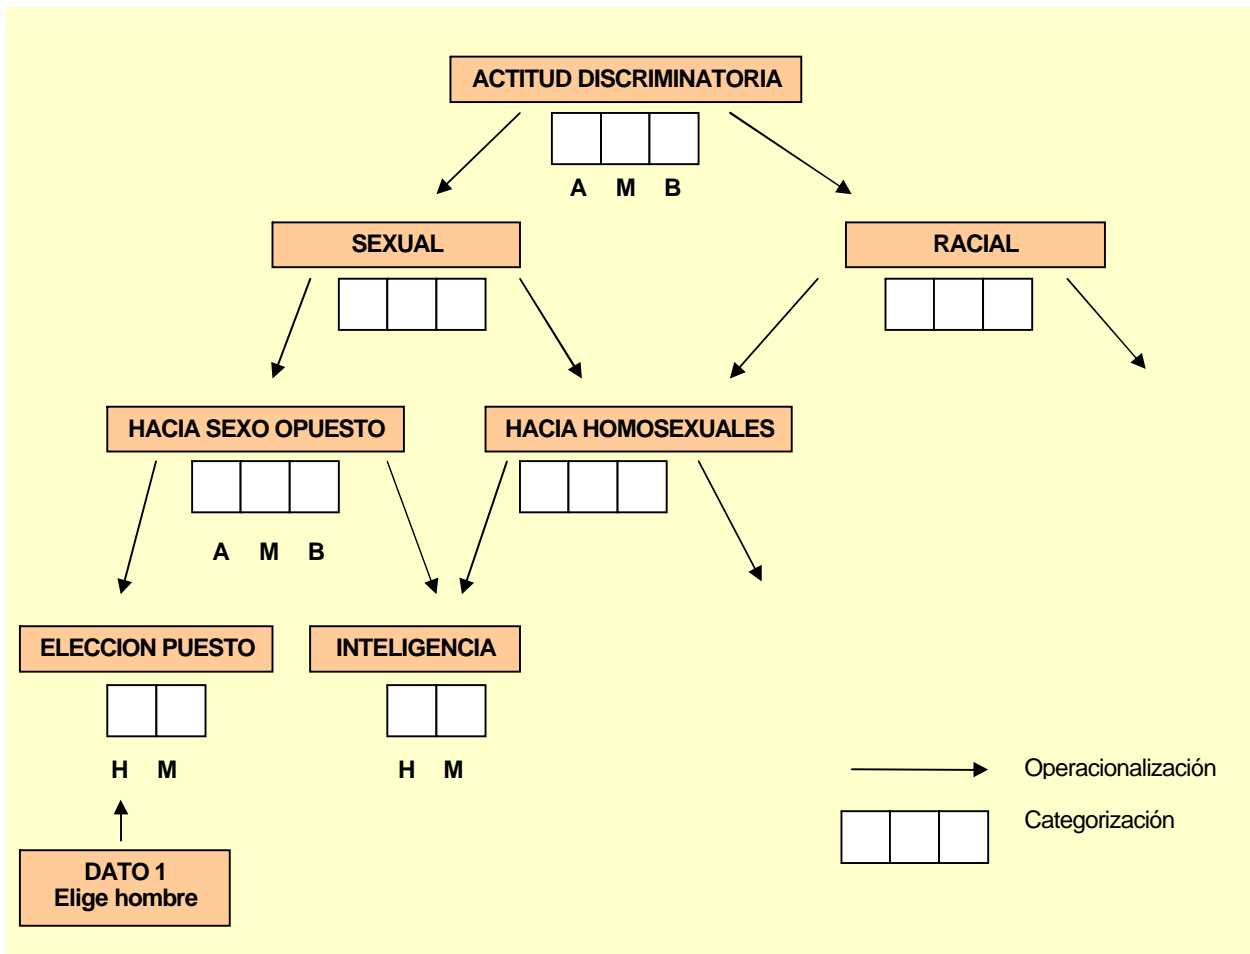 ACTITUD DISCRIMINATORIA
A M B
SEXUAL
RACIAL
HACIA SEXO OPUESTO
HACIA HOMOSEXUALES
A M B
ELECCION PUESTO
INTELIGENCIA
H M
H M
Operacionalización
Categorización
DATO 1
Elige hombre